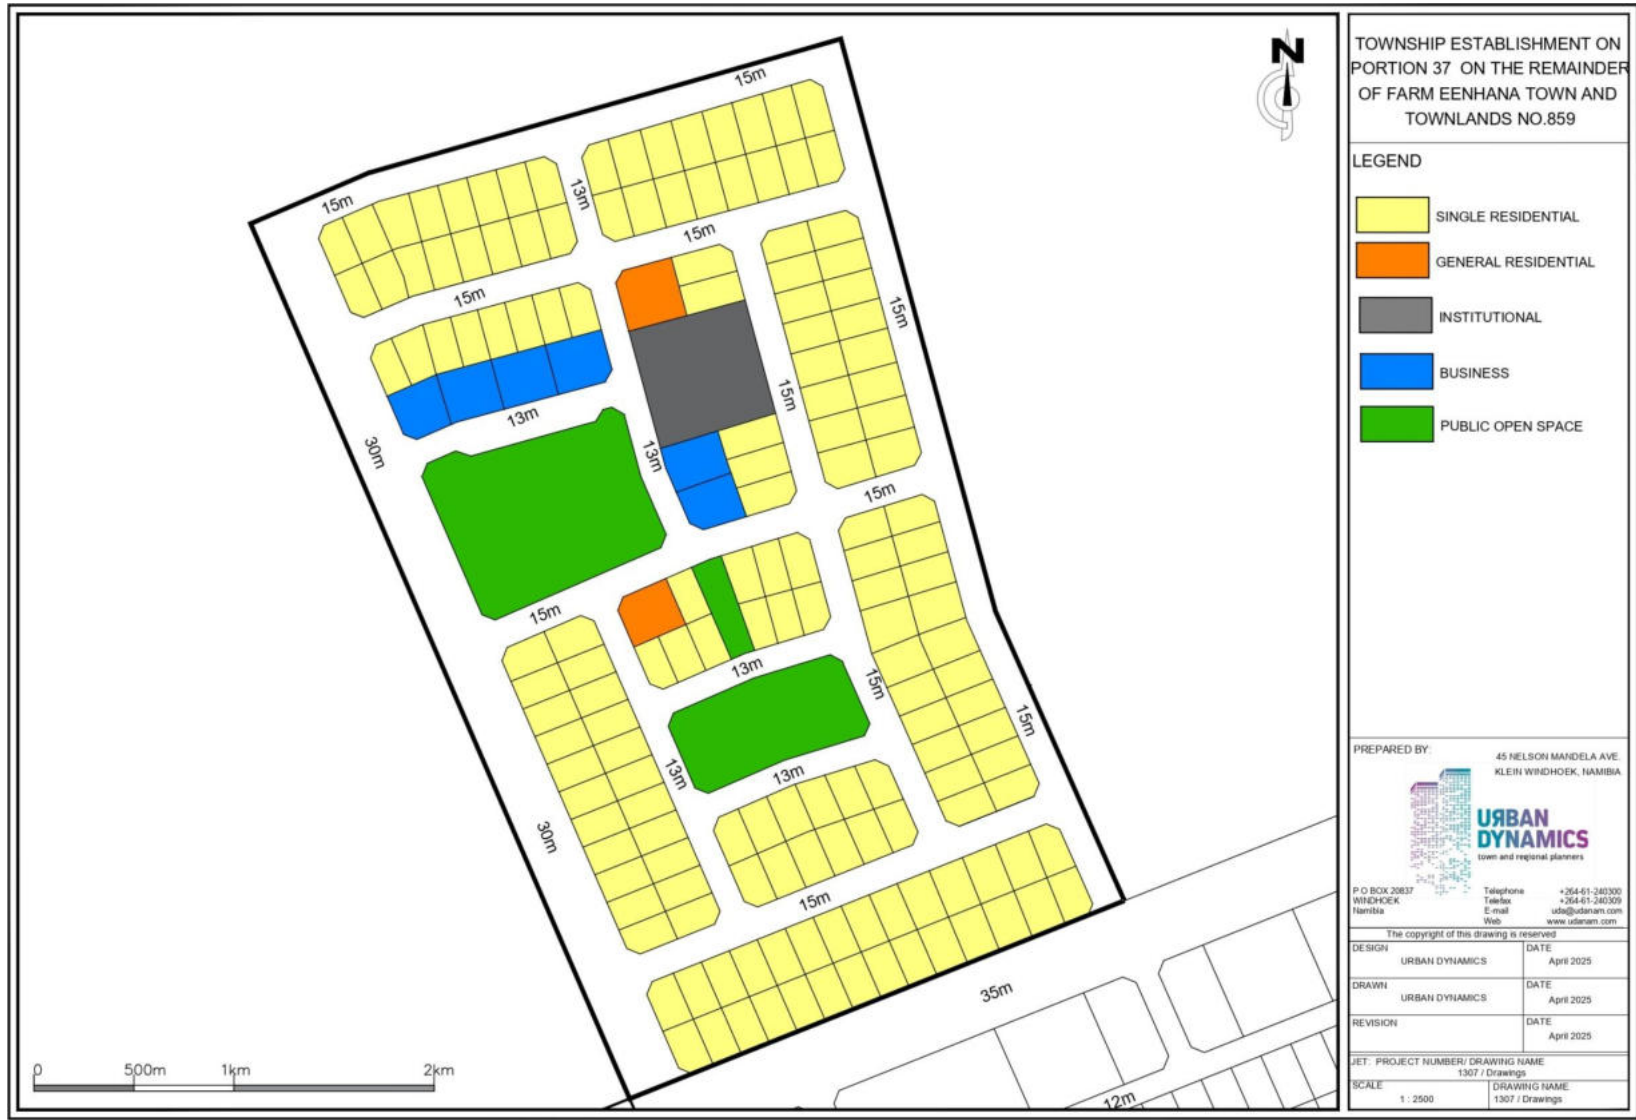 15m
N
15m
13m
15m
15m
15m
15m
13m
30m
13m
15m
15m
15m
13m
15m
15m
13m
13m
30m
15m
35m
12m
0 500m 1km 2km
TOWNSHIP ESTABLISHMENT ON
PORTION 37 ON THE REMAINDER
OF FARM EENHANA TOWN AND
TOWNLANDS NO.859
LEGEND
SINGLE RESIDENTIAL
GENERAL RESIDENTIAL
INSTITUTIONAL
BUSINESS
PUBLIC OPEN SPACE
PREPARED BY:
45 NELSON MANDELA AVE.
KLEIN WINDHOEK, NAMIBIA
URBAN
DYNAMICS
town and regional planners
P O BOX 20837 Telephone +264-61-240300
WINDHOEK Telefax +264-61-240309
Namibia E-mail uda@udanam.com
Web www.udanam.com
The copyright of this drawing is reserved
DESIGN DATE
URBAN DYNAMICS April 2025
DRAWN DATE
URBAN DYNAMICS April 2025
REVISION DATE
April 2025
JET: PROJECT NUMBER/ DRAWING NAME
1307 / Drawings
SCALE DRAWING NAME
1 : 2500 1307 / Drawings